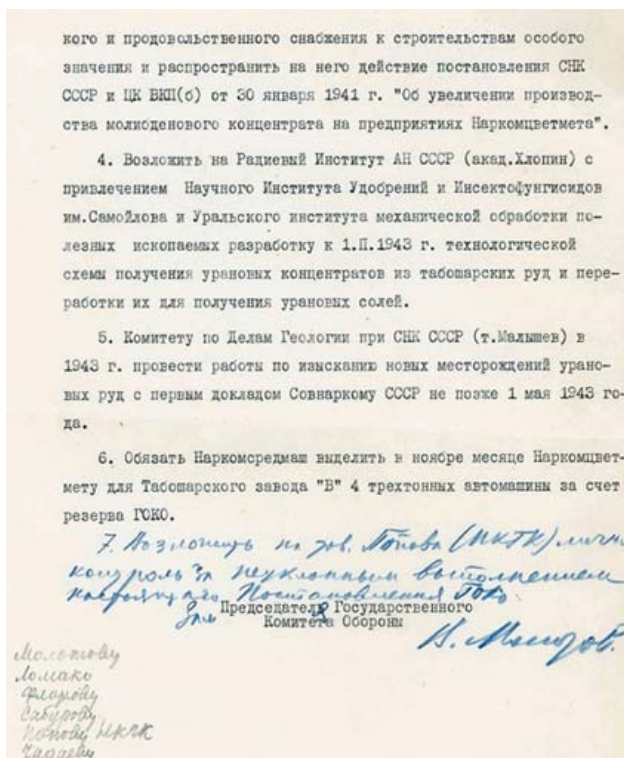 кого и продовольственного снабжения к строительствам особого
значения и распространить на него действие постановления СНК
СССР и ЦК ВКП(б) от 30 января 1941 г. "Об увеличении производ-
ства молибденового концентрата на предприятиях Наркомцветмета".
4. Возложить на Радиевый Институт АН СССР (акад.Хлопин) с
привлечением Научного Института Удобрений и Инсектофунгисидов
им.Самойлова и Уральского института механической обработки по-
лезных ископаемых разработку к 1.П.1943 г. технологической
схемы получения урановых концентратов из табошарских руд и пере-
работки их для получения урановых солей.
5. Комитету по Делам Геологии при СНК СССР (т.Малышев) в
1943 г. провести работы по изысканию новых месторождений урано-
вых руд с первым докладом Совнаркому СССР не позже 1 мая 1943 го-
да.
6. Обязать Наркомсредмаш выделить в ноябре месяце Наркомцвет-
мету для Табошарского завода "В" 4 трехтонных автомашины за счет
резерва ГОКО.
7. Возложить на тов. Попова (НКГК) личн
контроль за неуклонным выполнением
настоящего Постановления ГОКО
Зам Председателя Государственного
Комитета Обороны
В. Молотов.
Молотову
Ломако
Сабурову
Попову НКГК
Чадаеву